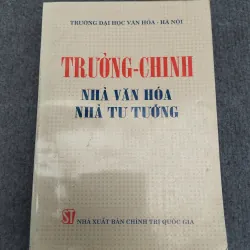 TRƯỜNG ĐẠI HỌC VĂN HÓA - HÀ NỘI
TRƯỜNG-CHINH
NHÀ VĂN HÓA
NHÀ TƯ TƯỞNG
ST NHÀ XUẤT BẢN CHÍNH TRỊ QUỐC GIA